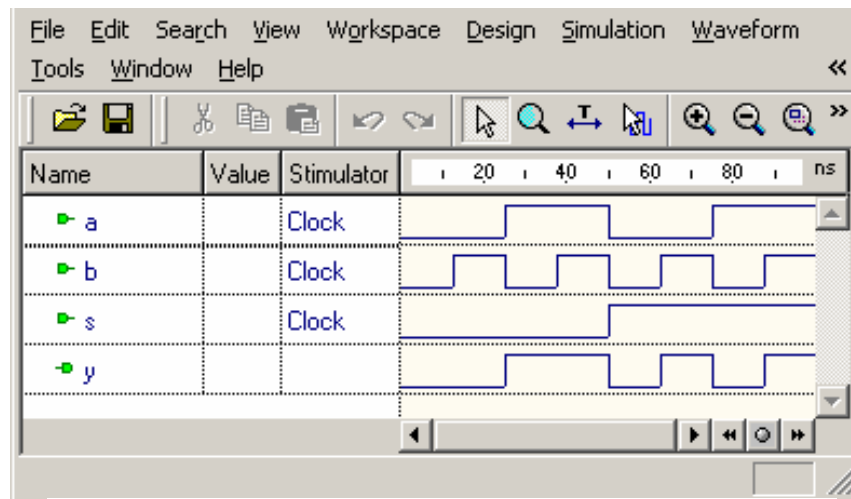 File Edit Search View Workspace Design Simulation Waveform
Tools Window Help
T
Name Value Stimulator 20 40 60 80 ns
a Clock
b Clock
s Clock
y